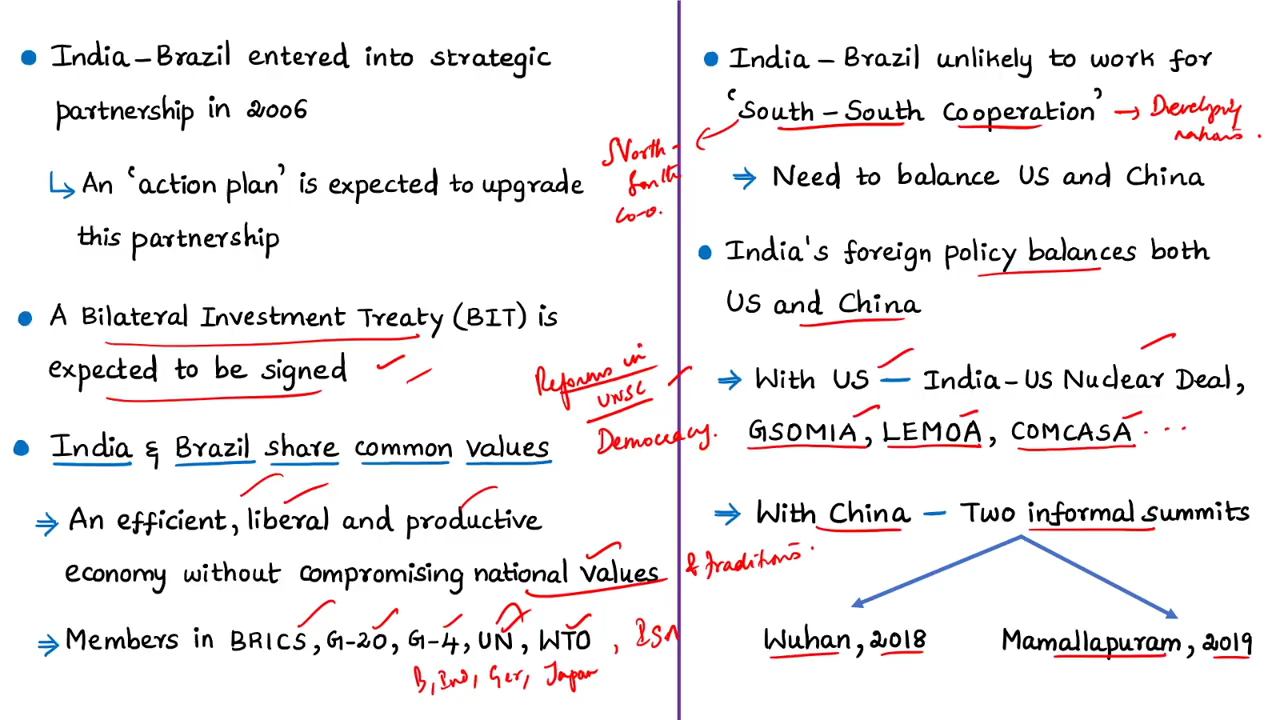 India – Brazil entered into strategic
partnership in 2006
An 'action plan' is expected to upgrade
this partnership
A Bilateral Investment Treaty (BIT) is
expected to be signed
India & Brazil share common values
An efficient, liberal and productive
economy without compromising national values
& traditions.
Members in BRICS, G-20, G-4, UN, WTO
B, Ind, Ger, Japan
Reforms in
UNSC
Democracy.
India – Brazil unlikely to work for
'South – South Cooperation' → Developing
nations.
North-
South
Co-o.
⇒ Need to balance US and China
India's foreign policy balances both
US and China
⇒ With US – India – US Nuclear Deal,
GSOMIA, LEMOA, COMCASA ...
⇒ With China – Two informal summits
Wuhan, 2018
Mamallapuram, 2019